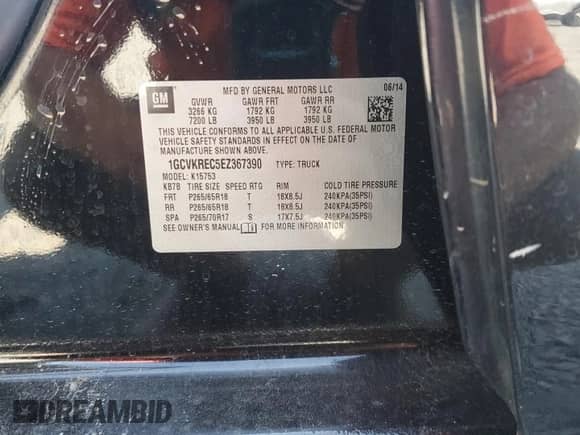 GM
MFD BY GENERAL MOTORS LLC 06/14
GVWR GAWR FRT GAWR RR
3266 KG 1792 KG 1792 KG
7200 LB 3950 LB 3950 LB
THIS VEHICLE CONFORMS TO ALL APPLICABLE U.S. FEDERAL MOTOR
VEHICLE SAFETY STANDARDS IN EFFECT ON THE DATE OF
MANUFACTURE SHOWN ABOVE.
1GCVKREC5EZ367390 TYPE: TRUCK
MODEL: K15753
KB7B TIRE SIZE SPEED RTG RIM COLD TIRE PRESSURE
FRT P265/65R18 T 18X8.5J 240KPA(35PSI)
RR P265/65R18 T 18X8.5J 240KPA(35PSI)
SPA P265/70R17 S 17X7.5J 240KPA(35PSI)
SEE OWNER'S MANUAL FOR MORE INFORMATION.
DREAMBID